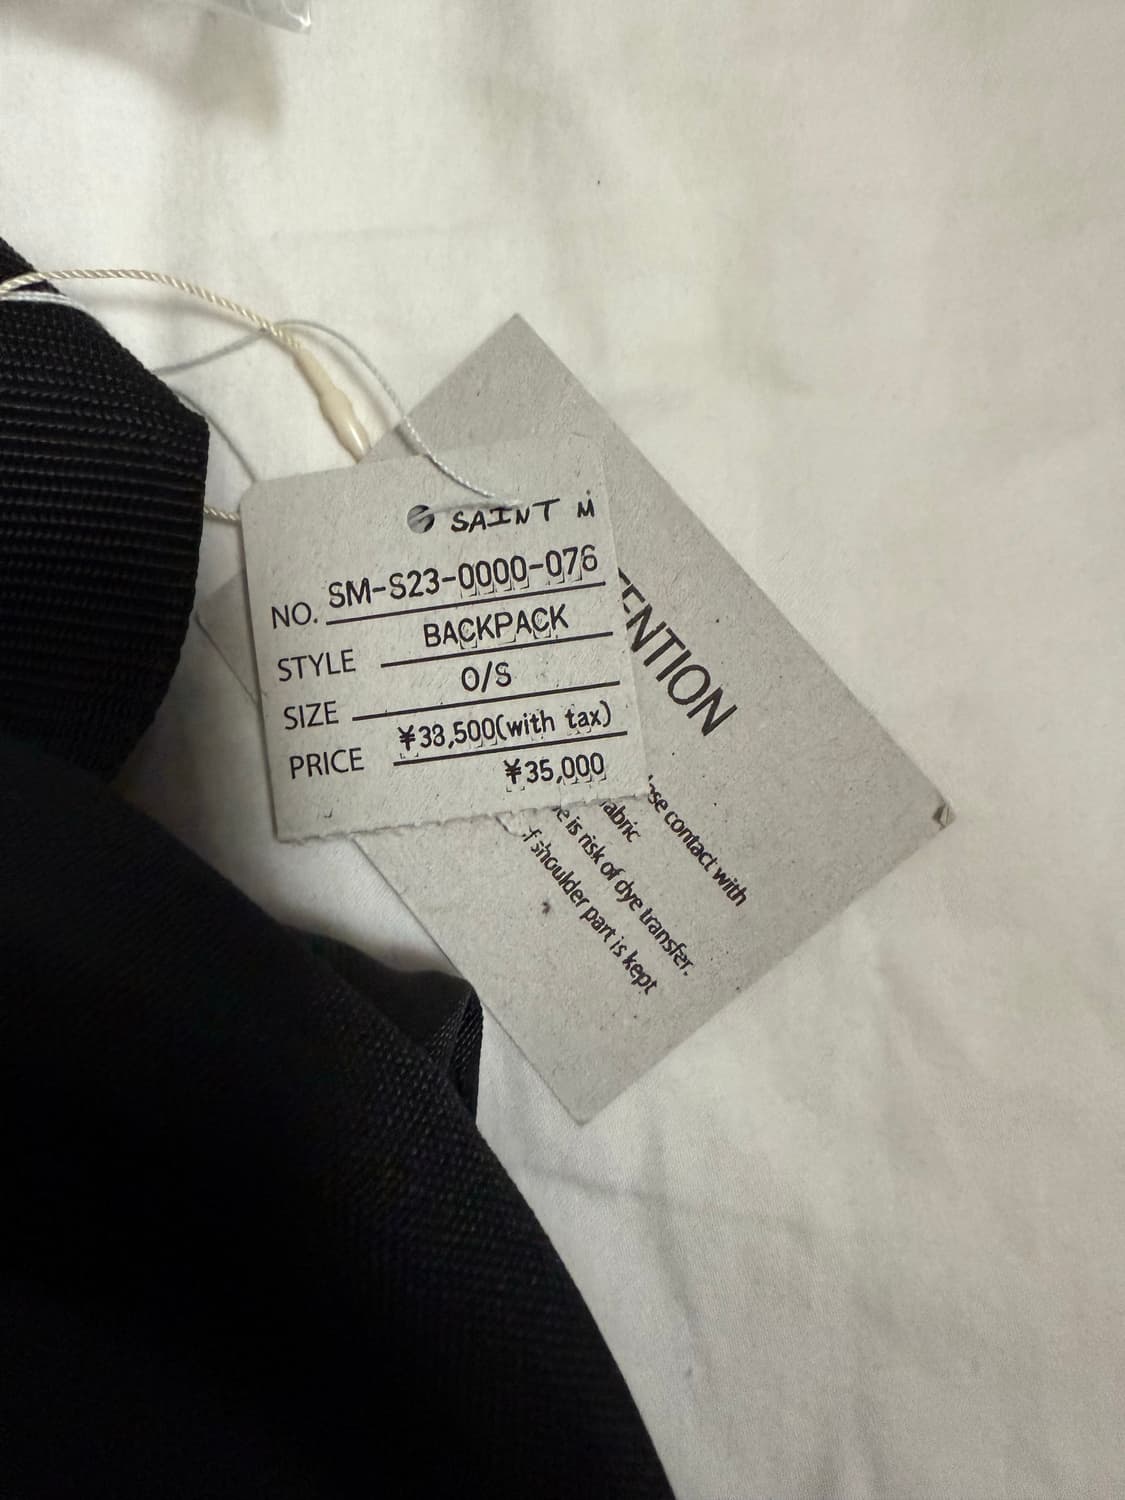 SAINT M
NO. SM-S23-0000-076
STYLE BACKPACK
SIZE O/S
PRICE ¥38,500(with tax)
¥35,000
contact with
is risk of dye transfer.
shoulder part is kept